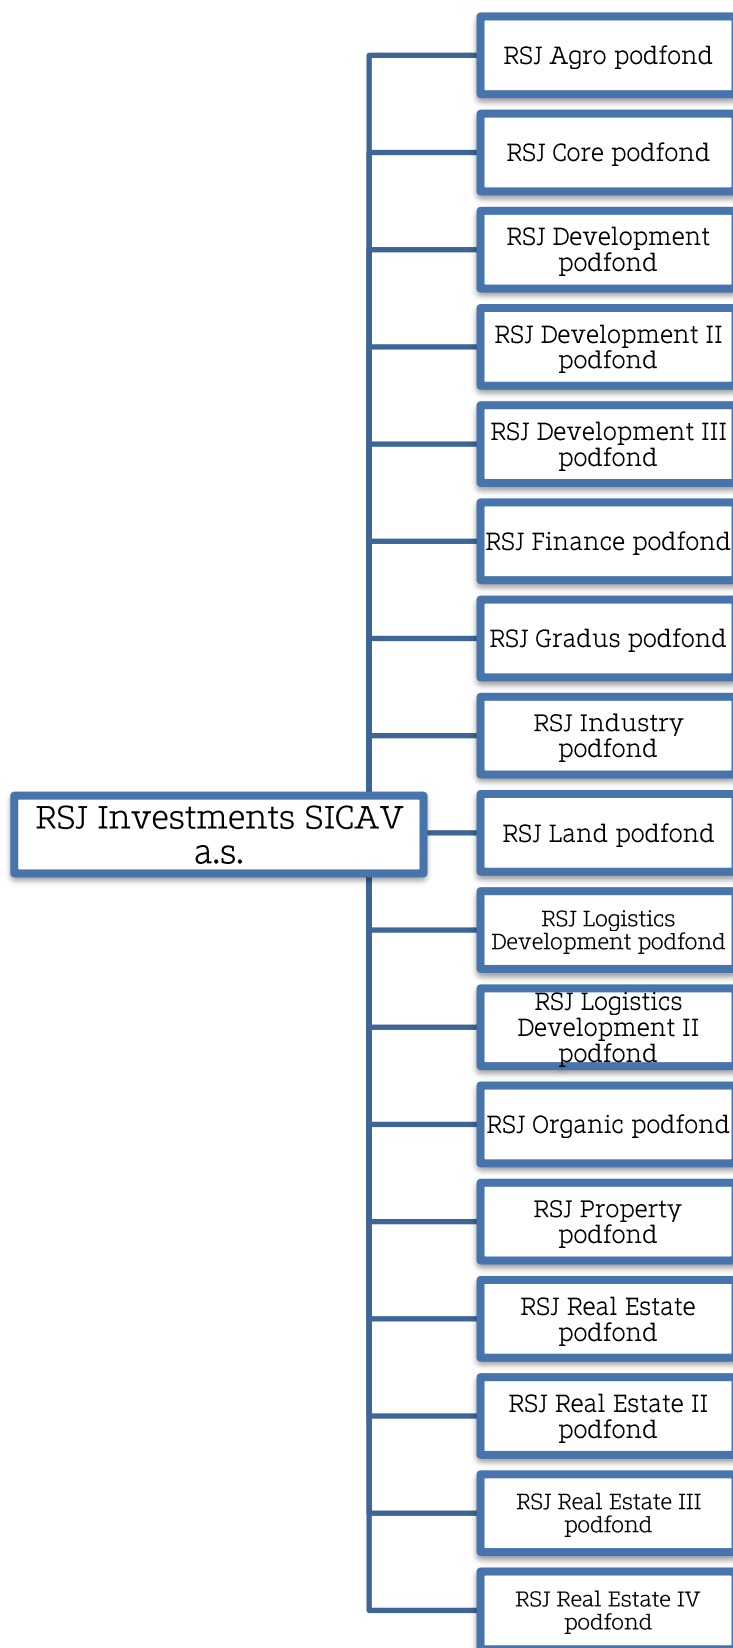 RSJ Agro podfond
RSJ Core podfond
RSJ Development
podfond
RSJ Development II
podfond
RSJ Development III
podfond
RSJ Finance podfond
RSJ Gradus podfond
RSJ Industry
podfond
RSJ Investments SICAV
a.s.
RSJ Land podfond
RSJ Logistics
Development podfond
RSJ Logistics
Development II
podfond
RSJ Organic podfond
RSJ Property
podfond
RSJ Real Estate
podfond
RSJ Real Estate II
podfond
RSJ Real Estate III
podfond
RSJ Real Estate IV
podfond